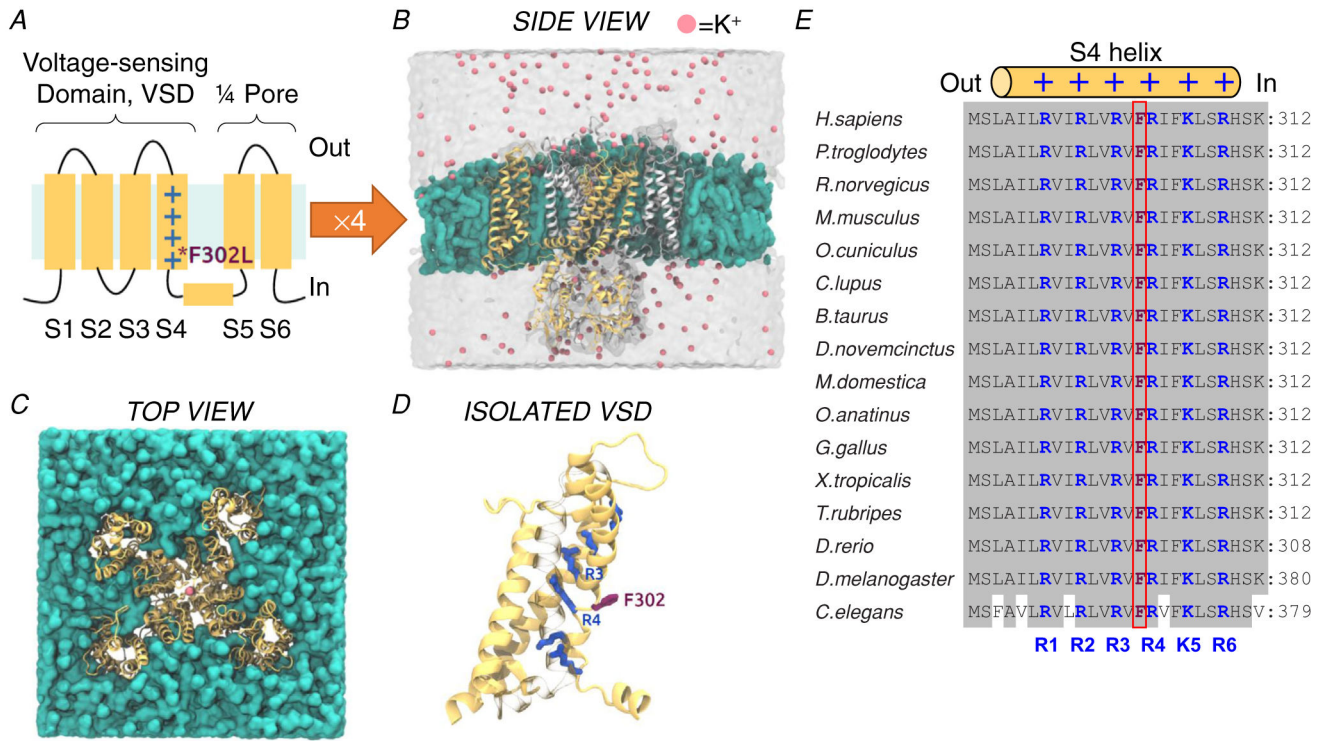 A
Voltage-sensing
Domain, VSD
¼ Pore
Out
In
++++
*F302L
S1 S2 S3 S4 S5 S6
×4
B
SIDE VIEW
=K+
C
TOP VIEW
D
ISOLATED VSD
R3
F302
R4
E
S4 helix
Out + + + + + + In
H.sapiens MSLAILRVIRLVRVFRIFKLSRHSK:312
P.troglodytes MSLAILRVIRLVRVFRIFKLSRHSK:312
R.norvegicus MSLAILRVIRLVRVFRIFKLSRHSK:312
M.musculus MSLAILRVIRLVRVFRIFKLSRHSK:312
O.cuniculus MSLAILRVIRLVRVFRIFKLSRHSK:312
C.lupus MSLAILRVIRLVRVFRIFKLSRHSK:312
B.taurus MSLAILRVIRLVRVFRIFKLSRHSK:312
D.novemcinctus MSLAILRVIRLVRVFRIFKLSRHSK:312
M.domestica MSLAILRVIRLVRVFRIFKLSRHSK:312
O.anatinus MSLAILRVIRLVRVFRIFKLSRHSK:312
G.gallus MSLAILRVIRLVRVFRIFKLSRHSK:312
X.tropicalis MSLAILRVIRLVRVFRIFKLSRHSK:312
T.rubripes MSLAILRVIRLVRVFRIFKLSRHSK:312
D.rerio MSLAILRVIRLVRVFRIFKLSRHSK:308
D.melanogaster MSLAILRVIRLVRVFRIFKLSRHSK:380
C.elegans MSFAVLRVLRLVRVFRVFKLSRHSV:379
R1 R2 R3 R4 K5 R6